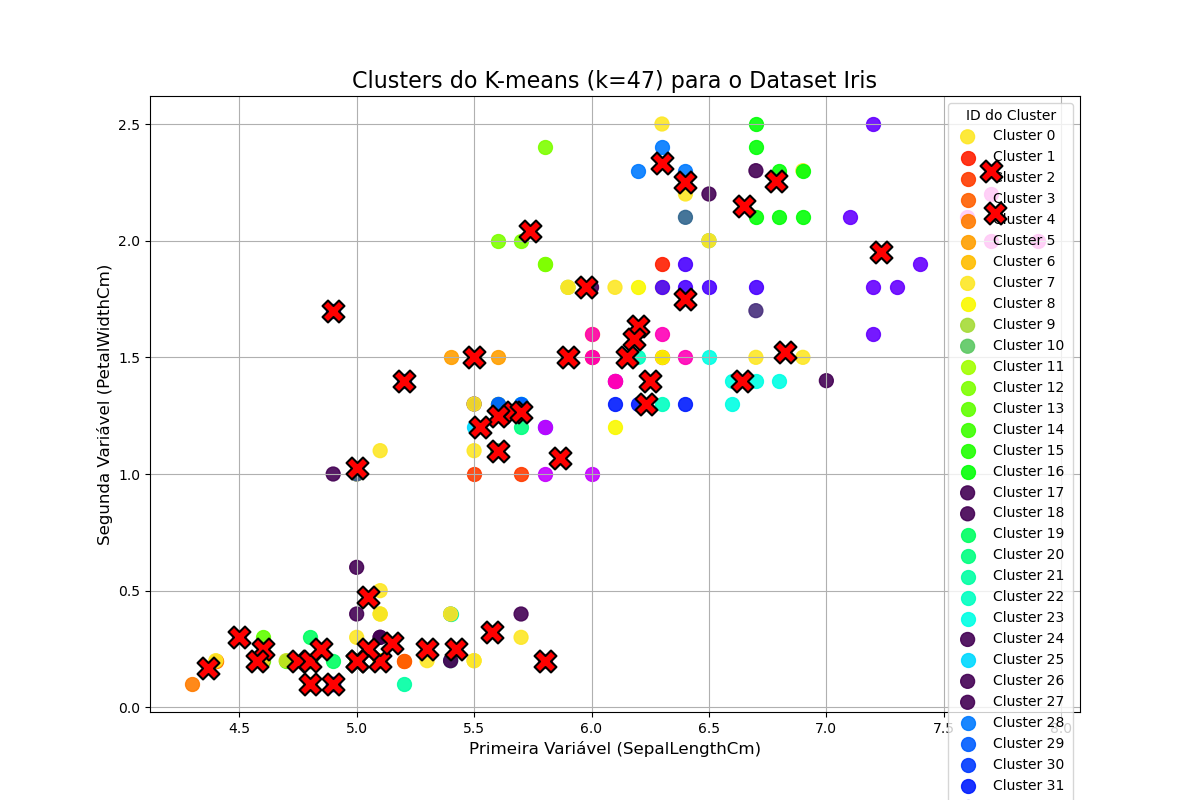 Clusters do K-means (k=47) para o Dataset Iris
Segunda Variável (PetalWidthCm)
2.5
2.0
1.5
1.0
0.5
0.0
4.5
5.0
5.5
6.0
6.5
7.0
7.5
8.0
Primeira Variável (SepalLengthCm)
ID do Cluster
Cluster 0
Cluster 1
Cluster 2
Cluster 3
Cluster 4
Cluster 5
Cluster 6
Cluster 7
Cluster 8
Cluster 9
Cluster 10
Cluster 11
Cluster 12
Cluster 13
Cluster 14
Cluster 15
Cluster 16
Cluster 17
Cluster 18
Cluster 19
Cluster 20
Cluster 21
Cluster 22
Cluster 23
Cluster 24
Cluster 25
Cluster 26
Cluster 27
Cluster 28
Cluster 29
Cluster 30
Cluster 31